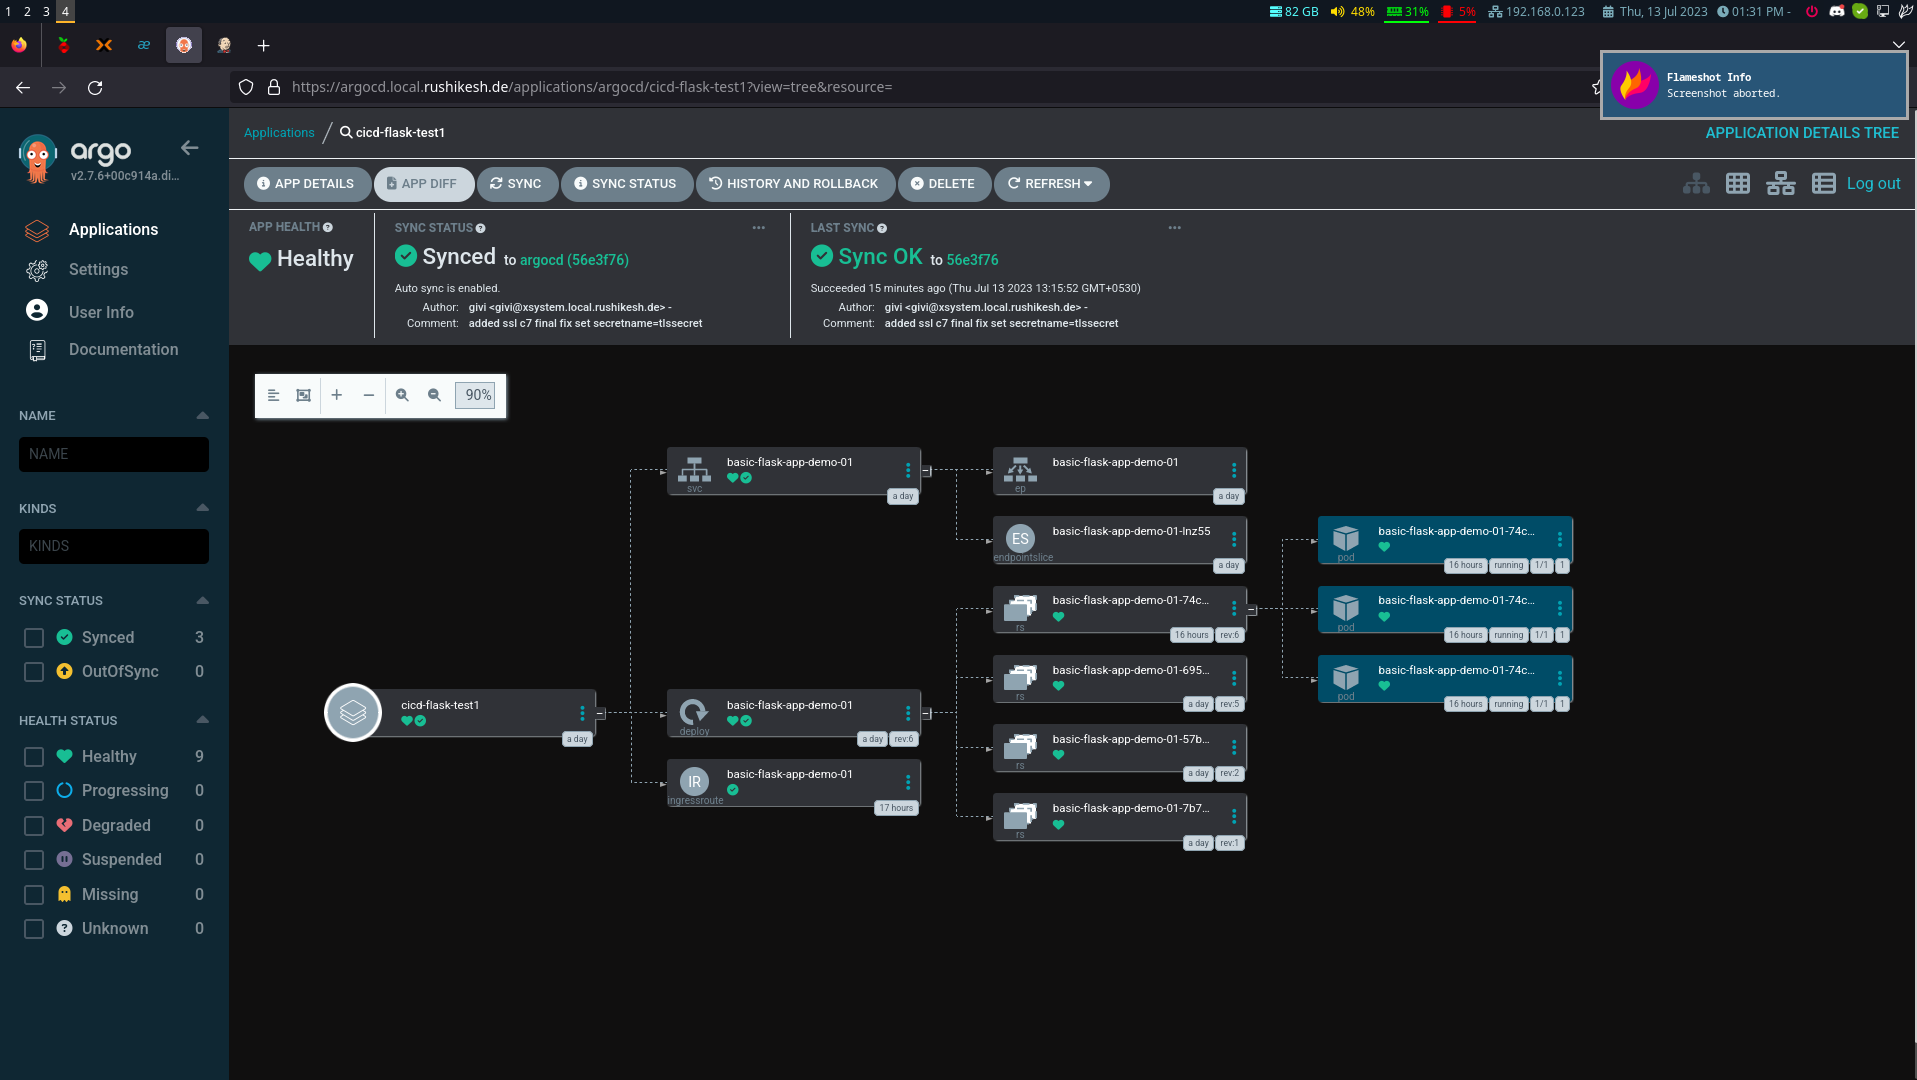 1 2 3 4
82 GB 48% 31% 5% 192.168.0.123 Thu, 13 Jul 2023 01:31 PM -
https://argocd.local.rushikesh.de/applications/argocd/cicd-flask-test1?view=tree&resource=
Flameshot Info
Screenshot aborted.
argo
v2.7.6+00c914a.di...
Applications
Settings
User Info
Documentation
NAME
NAME
KINDS
KINDS
SYNC STATUS
Synced 3
OutOfSync 0
HEALTH STATUS
Healthy 9
Progressing 0
Degraded 0
Suspended 0
Missing 0
Unknown 0
Applications / cicd-flask-test1
APPLICATION DETAILS TREE
APP DETAILS APP DIFF SYNC SYNC STATUS HISTORY AND ROLLBACK DELETE REFRESH
Log out
APP HEALTH
Healthy
SYNC STATUS
Synced to argocd (56e3f76)
Auto sync is enabled.
Author: givi <givi@xsystem.local.rushikesh.de> -
Comment: added ssl c7 final fix set secretname=tlssecret
LAST SYNC
Sync OK to 56e3f76
Succeeded 15 minutes ago (Thu Jul 13 2023 13:15:52 GMT+0530)
Author: givi <givi@xsystem.local.rushikesh.de> -
Comment: added ssl c7 final fix set secretname=tlssecret
90%
cicd-flask-test1
a day
basic-flask-app-demo-01
svc
a day
basic-flask-app-demo-01
deploy
a day rev:6
IR
basic-flask-app-demo-01
ingressroute
17 hours
basic-flask-app-demo-01
ep
a day
ES
basic-flask-app-demo-01-lnz55
endpointslice
a day
basic-flask-app-demo-01-74c...
rs
16 hours rev:6
basic-flask-app-demo-01-695...
rs
a day rev:5
basic-flask-app-demo-01-57b...
rs
a day rev:2
basic-flask-app-demo-01-7b7...
rs
a day rev:1
basic-flask-app-demo-01-74c...
pod
16 hours running 1/1 1
basic-flask-app-demo-01-74c...
pod
16 hours running 1/1 1
basic-flask-app-demo-01-74c...
pod
16 hours running 1/1 1